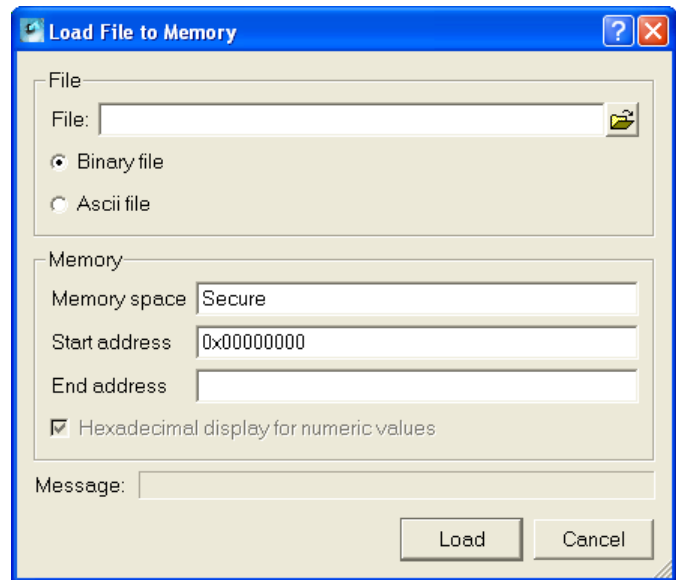 Load File to Memory
File
File:
Binary file
Ascii file
Memory
Memory space Secure
Start address 0x00000000
End address
Hexadecimal display for numeric values
Message:
Load Cancel